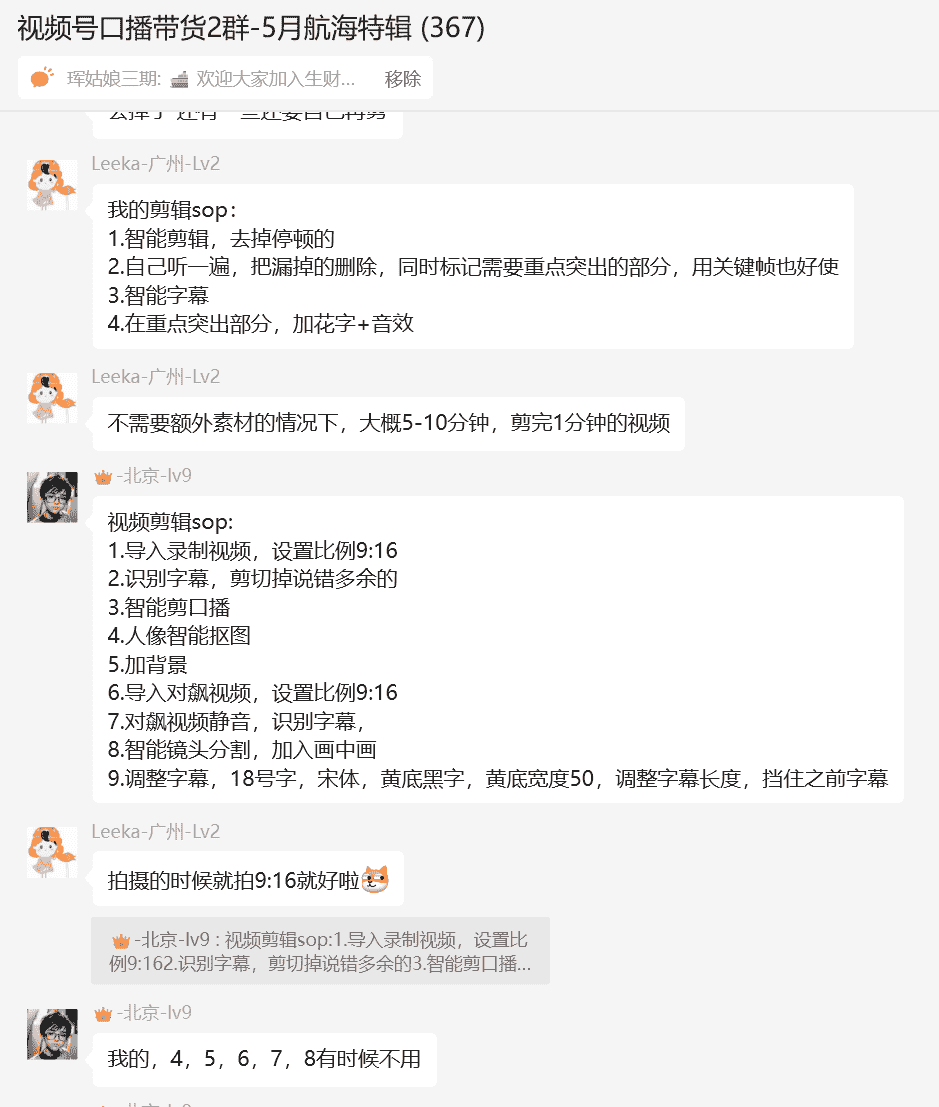 视频号口播带货2群-5月航海特辑 (367)
珲姑娘三期: 欢迎大家加入生财... 移除
去掉了 还有一些还要自己再剪
Leeka-广州-Lv2
我的剪辑sop：
1.智能剪辑，去掉停顿的
2.自己听一遍，把漏掉的删除，同时标记需要重点突出的部分，用关键帧也好使
3.智能字幕
4.在重点突出部分，加花字+音效
Leeka-广州-Lv2
不需要额外素材的情况下，大概5-10分钟，剪完1分钟的视频
-北京-lv9
视频剪辑sop:
1.导入录制视频，设置比例9:16
2.识别字幕，剪切掉说错多余的
3.智能剪口播
4.人像智能抠图
5.加背景
6.导入对飙视频，设置比例9:16
7.对飙视频静音，识别字幕，
8.智能镜头分割，加入画中画
9.调整字幕，18号字，宋体，黄底黑字，黄底宽度50，调整字幕长度，挡住之前字幕
Leeka-广州-Lv2
拍摄的时候就拍9:16就好啦
-北京-lv9 : 视频剪辑sop:1.导入录制视频，设置比
例9:162.识别字幕，剪切掉说错多余的3.智能剪口播...
-北京-lv9
我的，4，5，6，7，8有时候不用
-北京-lv9